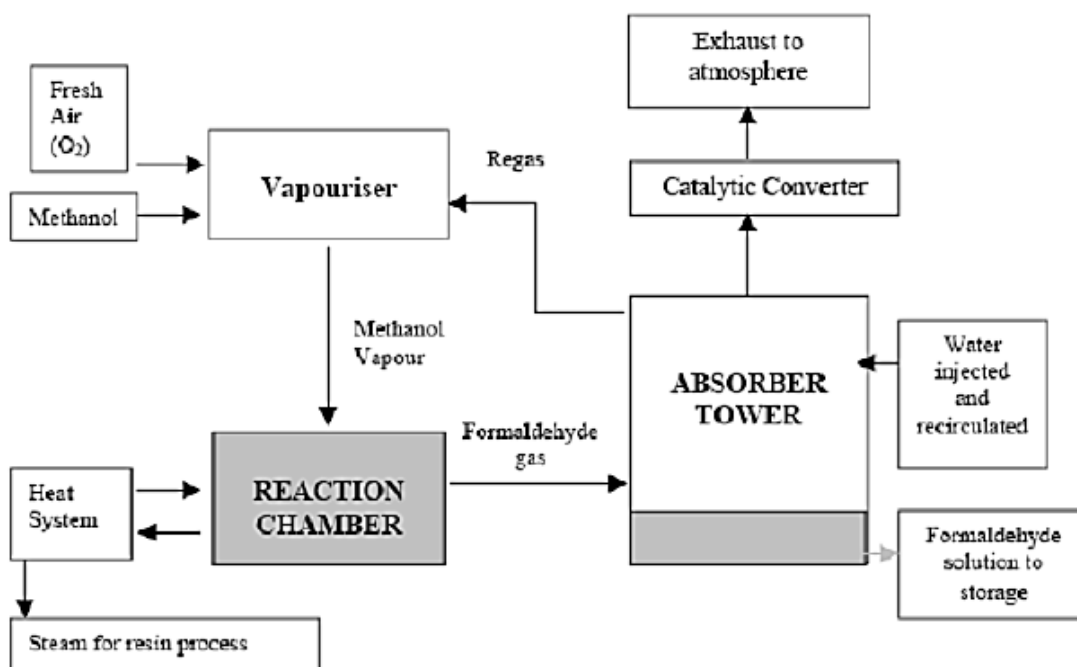 Exhaust to
atmosphere
Fresh
Air
(O₂)
Regas
Vapouriser
Catalytic Converter
Methanol
Methanol
Vapour
Water
injected
and
recirculated
ABSORBER
TOWER
Formaldehyde
gas
Heat
System
REACTION
CHAMBER
Formaldehyde
solution to
storage
Steam for resin process